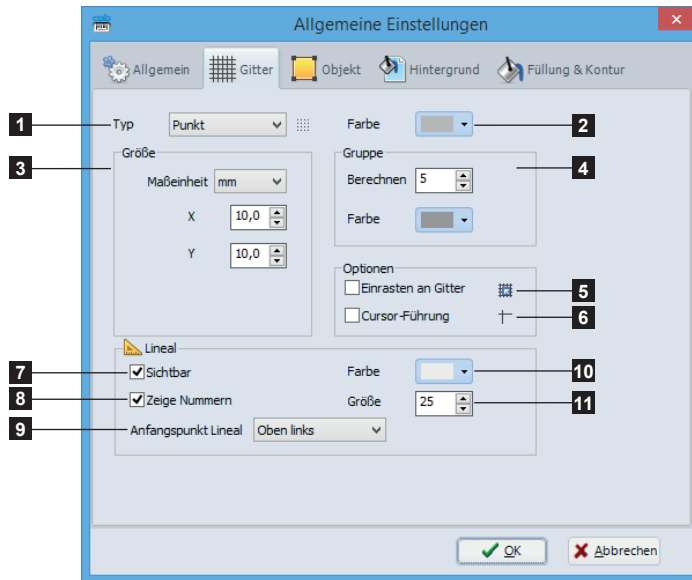 Allgemeine Einstellungen
Allgemein Gitter Objekt Hintergrund Füllung & Kontur
1 Typ Punkt Farbe 2
3 Größe Gruppe 4
Maßeinheit mm Berechnen 5
X 10,0 Farbe
Y 10,0
Optionen
Einrasten an Gitter 5
Cursor-Führung 6
Lineal
7 Sichtbar Farbe 10
8 Zeige Nummern Größe 25 11
9 Anfangspunkt Lineal Oben links
OK Abbrechen